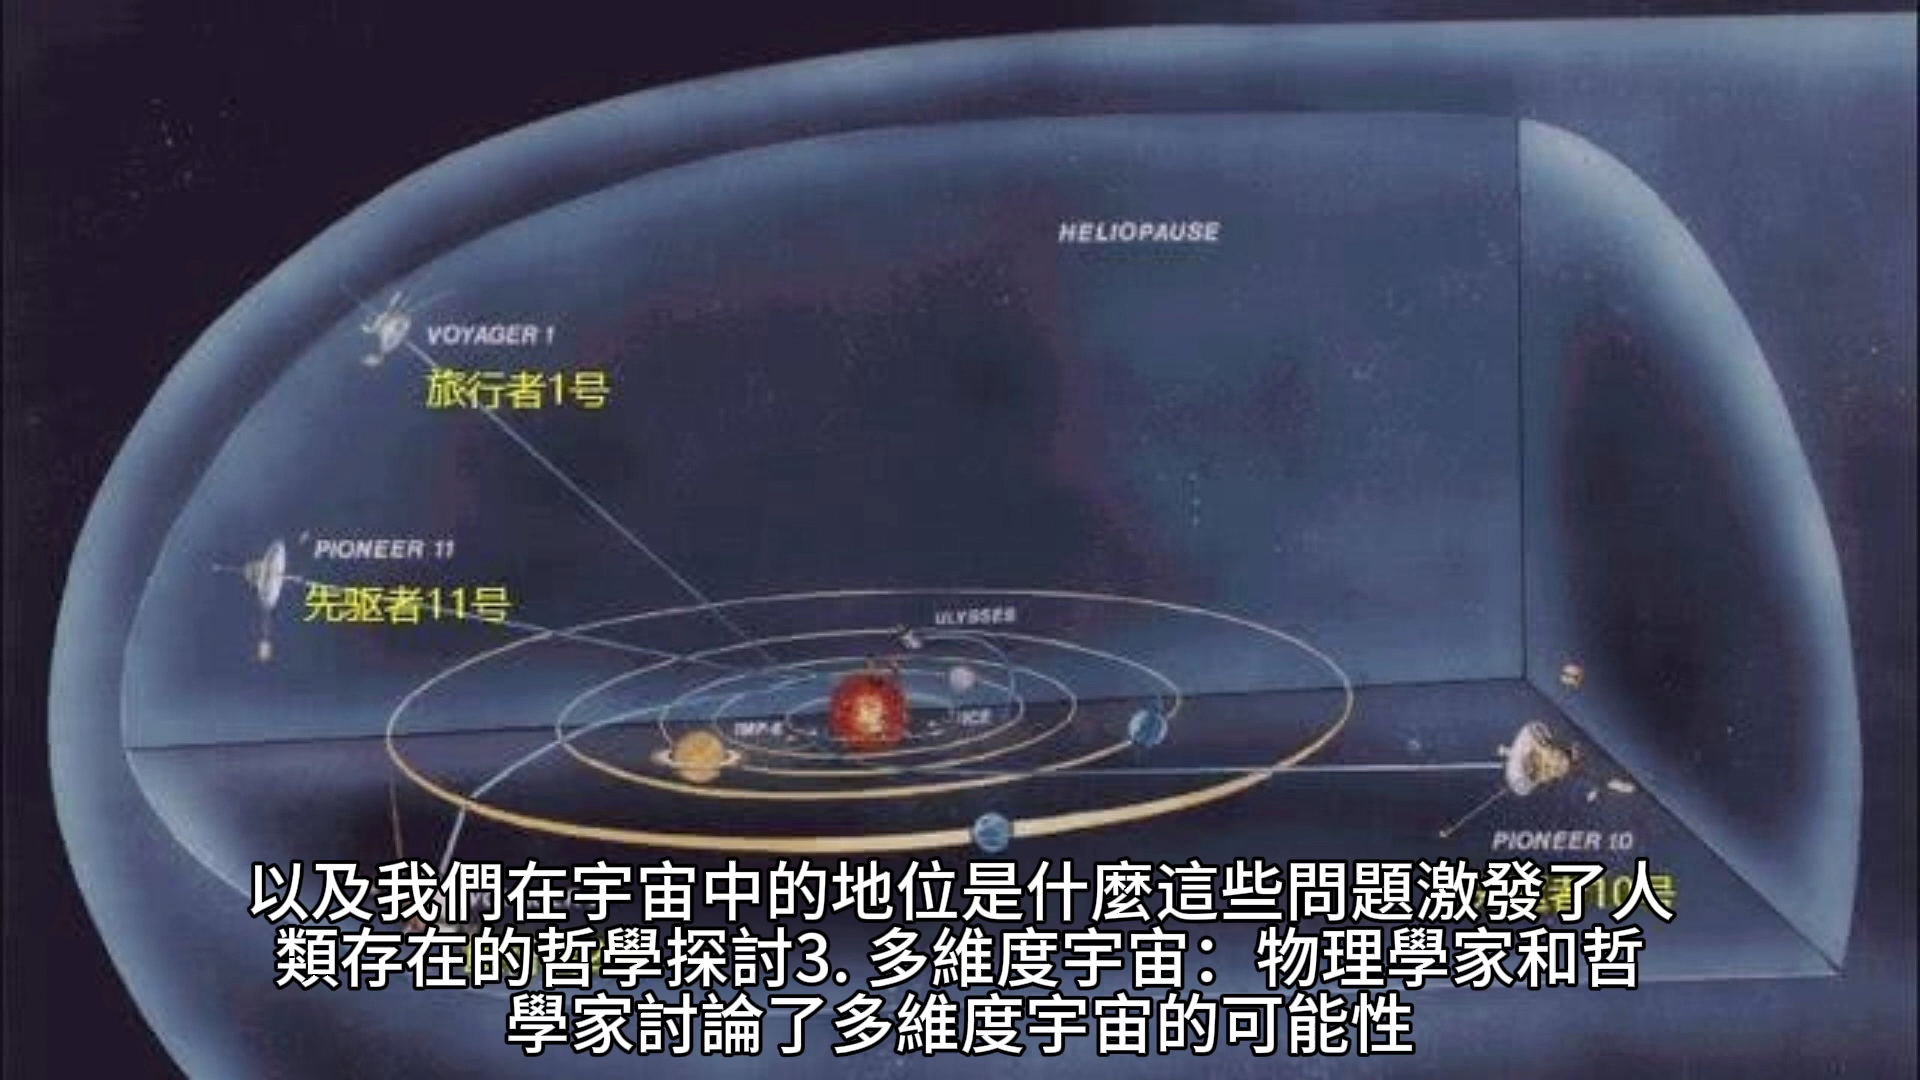 HELIOPAUSE
VOYAGER 1
旅行者1号
PIONEER 11
先驱者11号
ULYSSES
IMP-8
ICE
PIONEER 10
者10号
以及我們在宇宙中的地位是什麼這些問題激發了人
類存在的哲學探討3. 多維度宇宙：物理學家和哲
學家討論了多維度宇宙的可能性